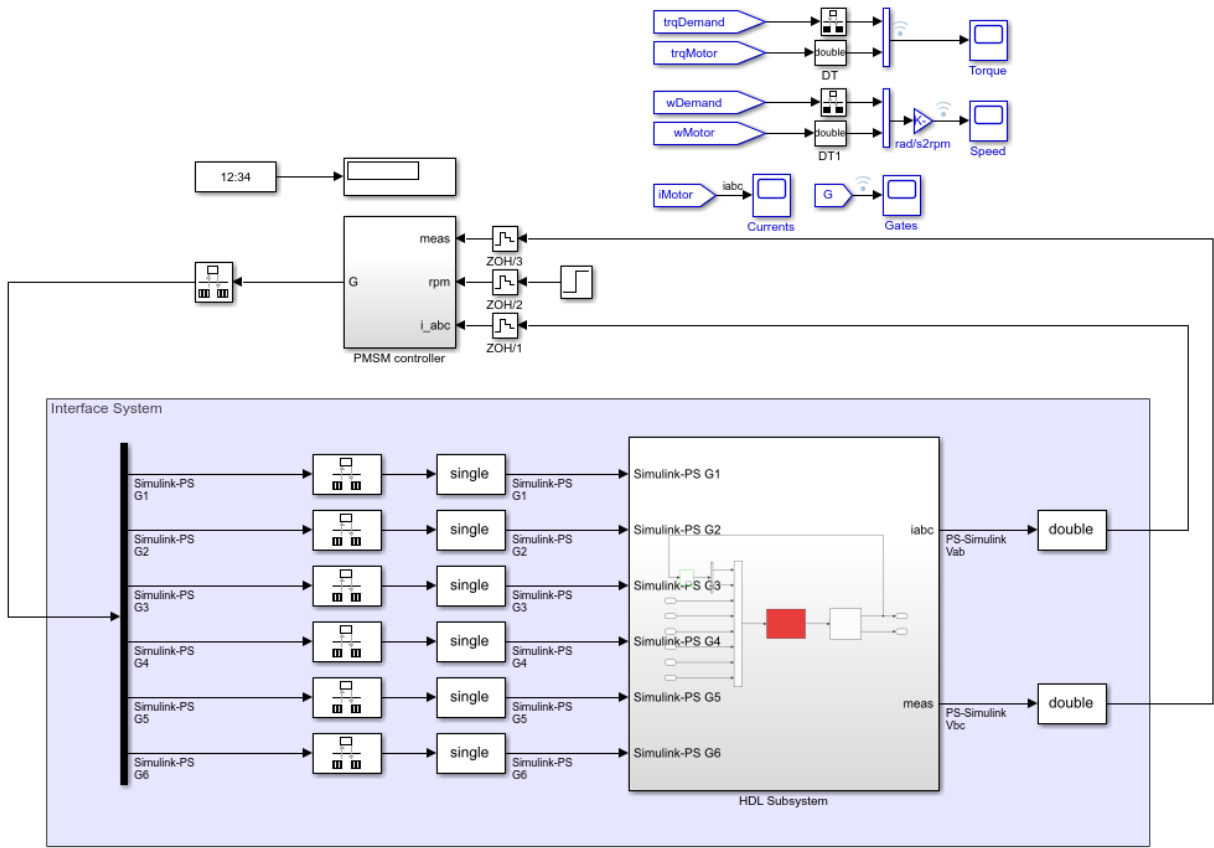 trqDemand
trqMotor
double
DT
Torque
wDemand
wMotor
double
DT1
K-
rad/s2rpm
Speed
12:34
iMotor
iabc
Currents
G
Gates
meas
ZOH/3
G
rpm
ZOH/2
i_abc
ZOH/1
PMSM controller
Interface System
Simulink-PS
G1
single
Simulink-PS
G1
Simulink-PS G1
Simulink-PS
G2
single
Simulink-PS
G2
Simulink-PS G2
iabc
PS-Simulink
Vab
double
Simulink-PS
G3
single
Simulink-PS
G3
Simulink-PS G3
Simulink-PS
G4
single
Simulink-PS
G4
Simulink-PS G4
Simulink-PS
G5
single
Simulink-PS
G5
Simulink-PS G5
meas
PS-Simulink
Vbc
double
Simulink-PS
G6
single
Simulink-PS
G6
Simulink-PS G6
HDL Subsystem